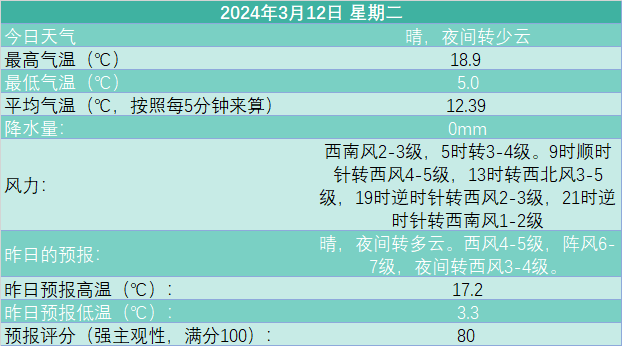 2024年3月12日 星期二
今日天气 晴，夜间转少云
最高气温（℃） 18.9
最低气温（℃） 5.0
平均气温（℃，按照每5分钟来算） 12.39
降水量： 0mm
西南风2-3级，5时转3-4级。9时顺时
针转西风4-5级，13时转西北风3-5
风力：
级，19时逆时针转西风2-3级，21时逆
时针转西南风1-2级
晴，夜间转多云。西风4-5级，阵风6-
昨日的预报：
7级，夜间转西风3-4级。
昨日预报高温（℃）： 17.2
昨日预报低温（℃）： 3.3
预报评分（强主观性，满分100）： 80